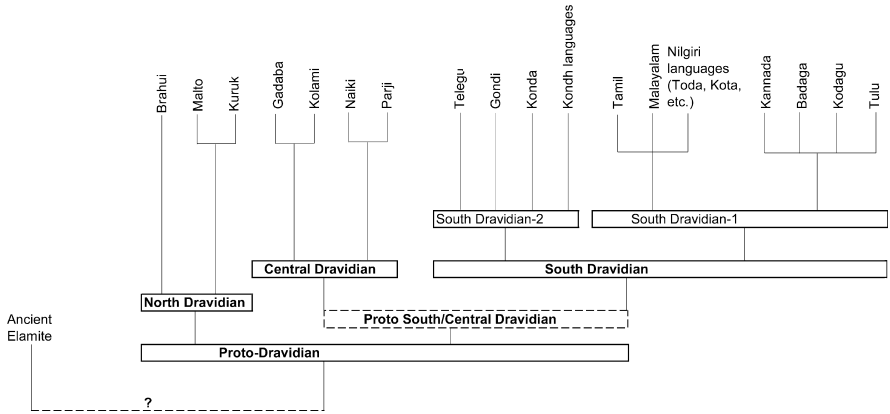 Brahui
Malto
Kuruk
Gadaba
Kolami
Naiki
Parji
Telegu
Gondi
Konda
Kondh languages
Tamil
Malayalam
Nilgiri
languages
(Toda, Kota,
etc.)
Kannada
Badaga
Kodagu
Tulu
South Dravidian-2
South Dravidian-1
Central Dravidian
South Dravidian
North Dravidian
Ancient
Elamite
Proto South/Central Dravidian
Proto-Dravidian
?